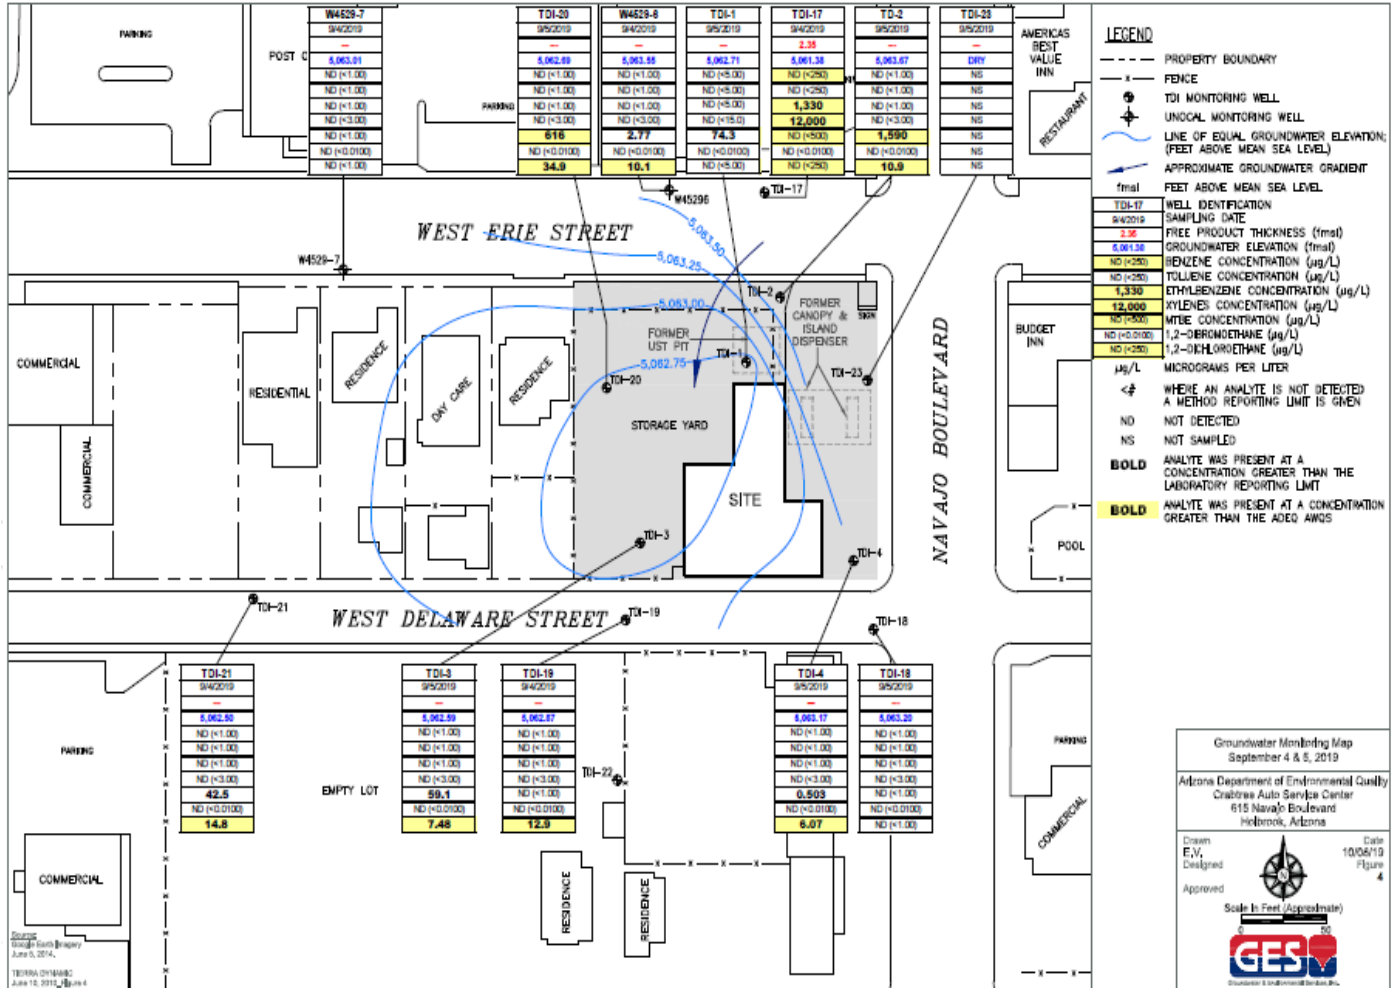 W4529-7
9/4/2019
---
5,063.01
ND (<1.00)
ND (<1.00)
ND (<1.00)
ND (<3.00)
ND (<1.00)
ND (<0.0100)
ND (<1.00)
TDI-20
9/5/2019
---
5,062.69
ND (<1.00)
ND (<1.00)
ND (<1.00)
ND (<3.00)
616
ND (<0.0100)
34.9
W4529-6
9/4/2019
---
5,063.55
ND (<1.00)
ND (<1.00)
ND (<1.00)
ND (<3.00)
2.77
ND (<0.0100)
10.1
TDI-1
9/5/2019
---
5,062.71
ND (<5.00)
ND (<5.00)
ND (<5.00)
ND (<15.0)
74.3
ND (<0.0100)
ND (<5.00)
TDI-17
9/4/2019
2.35
5,061.38
ND (<250)
ND (<250)
1,330
12,000
ND (<500)
ND (<0.0100)
ND (<250)
TD-2
9/5/2019
---
5,063.67
ND (<1.00)
ND (<1.00)
ND (<1.00)
ND (<3.00)
1,590
ND (<0.0100)
10.9
TDI-23
9/5/2019
---
DRY
NS
NS
NS
NS
NS
NS
NS
PARKING
POST
PARKING
AMERICAS
BEST
VALUE
INN
RESTAURANT
W45296
TDI-17
WEST ERIE STREET
W4529-7
5,063.50
5,063.25
5,063.00
5,062.75
TDI-2
FORMER
CANOPY &
ISLAND
DISPENSER
SIGN
FORMER
UST PIT
TDI-1
TDI-23
TDI-20
STORAGE YARD
SITE
TDI-3
TDI-4
COMMERCIAL
COMMERCIAL
RESIDENTIAL
RESIDENCE
DAY CARE
RESIDENCE
NAVAJO BOULEVARD
BUDGET
INN
POOL
TDI-21
WEST DELAWARE STREET
TDI-19
TDI-18
TDI-21
9/4/2019
---
5,062.50
ND (<1.00)
ND (<1.00)
ND (<1.00)
ND (<3.00)
42.5
ND (<0.0100)
14.8
TDI-3
9/5/2019
---
5,062.59
ND (<1.00)
ND (<1.00)
ND (<1.00)
ND (<3.00)
59.1
ND (<0.0100)
7.48
TDI-19
9/4/2019
---
5,062.87
ND (<1.00)
ND (<1.00)
ND (<1.00)
ND (<3.00)
ND (<1.00)
ND (<0.0100)
12.9
TDI-4
9/5/2019
---
5,063.17
ND (<1.00)
ND (<1.00)
ND (<1.00)
ND (<3.00)
0.503
ND (<0.0100)
6.07
TDI-18
9/5/2019
---
5,063.20
ND (<1.00)
ND (<1.00)
ND (<1.00)
ND (<3.00)
ND (<1.00)
ND (<0.0100)
ND (<1.00)
PARKING
EMPTY LOT
TDI-22
COMMERCIAL
RESIDENCE
RESIDENCE
PARKING
COMMERCIAL
Source:
Google Earth Imagery
June 5, 2014.
TIERRA DYNAMIC
June 10, 2010, Figure 4
LEGEND
PROPERTY BOUNDARY
FENCE
TDI MONITORING WELL
UNOCAL MONITORING WELL
LINE OF EQUAL GROUNDWATER ELEVATION;
(FEET ABOVE MEAN SEA LEVEL)
APPROXIMATE GROUNDWATER GRADIENT
fmsl FEET ABOVE MEAN SEA LEVEL
TDI-17 WELL IDENTIFICATION
9/4/2019 SAMPLING DATE
2.35 FREE PRODUCT THICKNESS (fmsl)
5,061.38 GROUNDWATER ELEVATION (fmsl)
ND (<250) BENZENE CONCENTRATION (µg/L)
ND (<250) TOLUENE CONCENTRATION (µg/L)
1,330 ETHYLBENZENE CONCENTRATION (µg/L)
12,000 XYLENES CONCENTRATION (µg/L)
ND (<500) MTBE CONCENTRATION (µg/L)
ND (<0.0100) 1,2-DIBROMOETHANE (µg/L)
ND (<250) 1,2-DICHLOROETHANE (µg/L)
µg/L MICROGRAMS PER LITER
<# WHERE AN ANALYTE IS NOT DETECTED
A METHOD REPORTING LIMIT IS GIVEN
ND NOT DETECTED
NS NOT SAMPLED
BOLD ANALYTE WAS PRESENT AT A
CONCENTRATION GREATER THAN THE
LABORATORY REPORTING LIMIT
BOLD ANALYTE WAS PRESENT AT A CONCENTRATION
GREATER THAN THE ADEQ AWQS
Groundwater Monitoring Map
September 4 & 5, 2019
Arizona Department of Environmental Quality
Crabtree Auto Service Center
615 Navajo Boulevard
Holbrook, Arizona
Drawn
E.V.
Designed
Approved
N
Date
10/08/19
Figure
4
Scale In Feet (Approximate)
0 50
GES
Groundwater & Environmental Services, Inc.